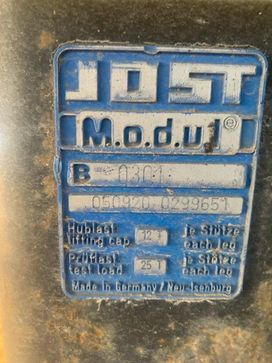 JOST
M.o.d.u.l®
B 0301
050920 0299651
Hublast 12 T je Stütze
lifting cap. each leg
Prüflast 25 T je Stütze
test load each leg
Made in Germany / Neu-Isenburg